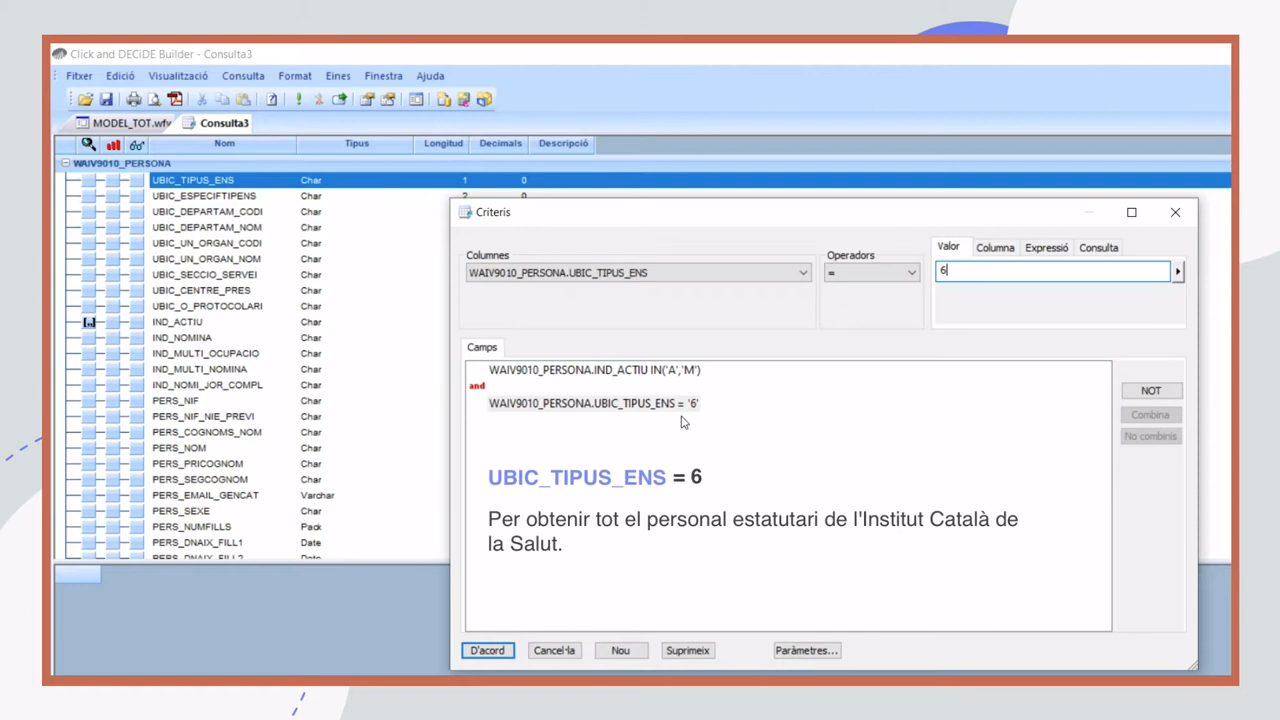 Click and DECiDE Builder - Consulta3
Fitxer Edició Visualització Consulta Format Eines Finestra Ajuda
MODEL_TOT.wfv Consulta3
Nom Tipus Longitud Decimals Descripció
WAIV9010_PERSONA
UBIC_TIPUS_ENS Char 1 0
UBIC_ESPECIFTIPENS Char 2 0
UBIC_DEPARTAM_CODI Char
UBIC_DEPARTAM_NOM Char
UBIC_UN_ORGAN_CODI Char
UBIC_UN_ORGAN_NOM Char
UBIC_SECCIO_SERVEI Char
UBIC_CENTRE_PRES Char
UBIC_O_PROTOCOLARI Char
IND_ACTIU Char
IND_NOMINA Char
IND_MULTI_OCUPACIO Char
IND_MULTI_NOMINA Char
IND_NOMI_JOR_COMPL Char
PERS_NIF Char
PERS_NIF_NIE_PREVI Char
PERS_COGNOMS_NOM Char
PERS_NOM Char
PERS_PRICOGNOM Char
PERS_SEGCOGNOM Char
PERS_EMAIL_GENCAT Varchar
PERS_SEXE Char
PERS_NUMFILLS Pack
PERS_DNAIX_FILL1 Date
PERS_DNAIX_FILL2 Date
Criteris
Columnes Operadors Valor Columna Expressió Consulta
WAIV9010_PERSONA.UBIC_TIPUS_ENS = 6
Camps
WAIV9010_PERSONA.IND_ACTIU IN('A','M')
and
WAIV9010_PERSONA.UBIC_TIPUS_ENS = '6'
NOT
Combina
No combinis
UBIC_TIPUS_ENS = 6
Per obtenir tot el personal estatutari de l'Institut Català de
la Salut.
D'acord Cancel·la Nou Suprimeix Paràmetres...